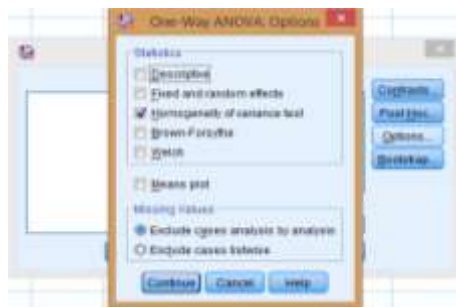 One-Way ANOVA: Options
Statistics
Descriptive
Fixed and random effects
Homogeneity of variance test
Brown-Forsythe
Welch
Means plot
Missing Values
Exclude cases analysis by analysis
Exclude cases listwise
Continue Cancel Help
Contrasts...
Post Hoc...
Options...
Bootstrap...